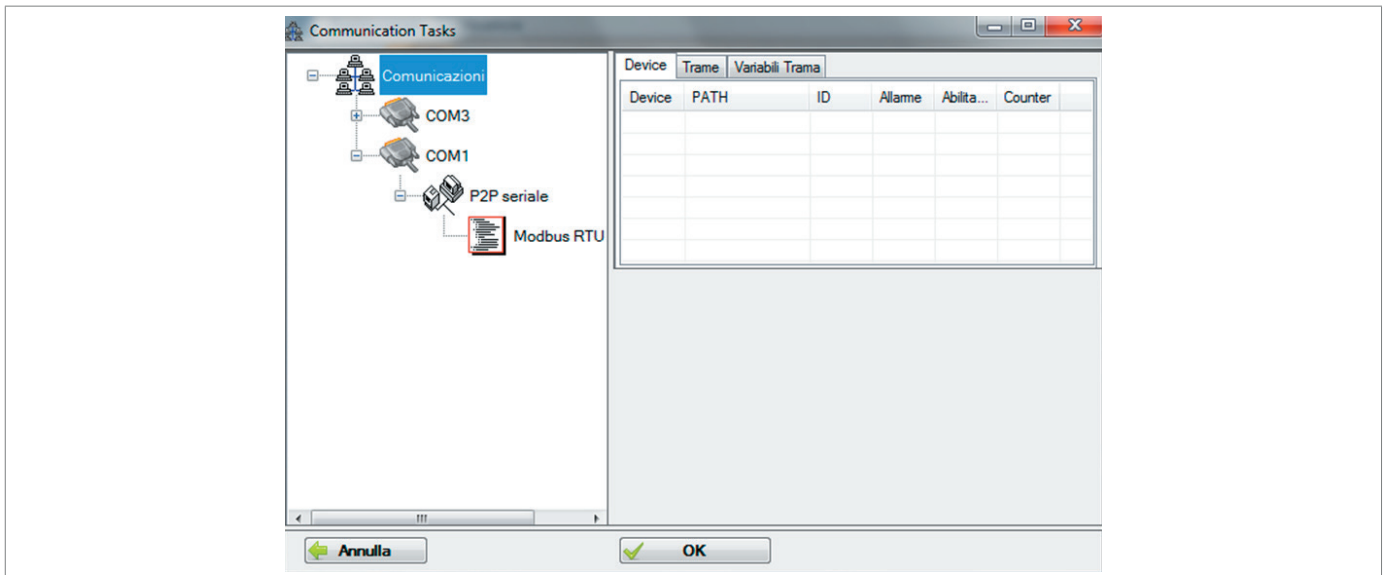 Communication Tasks
Comunicazioni
COM3
COM1
P2P seriale
Modbus RTU
Device Trame Variabili Trama
Device PATH ID Allarme Abilita... Counter
Annulla OK